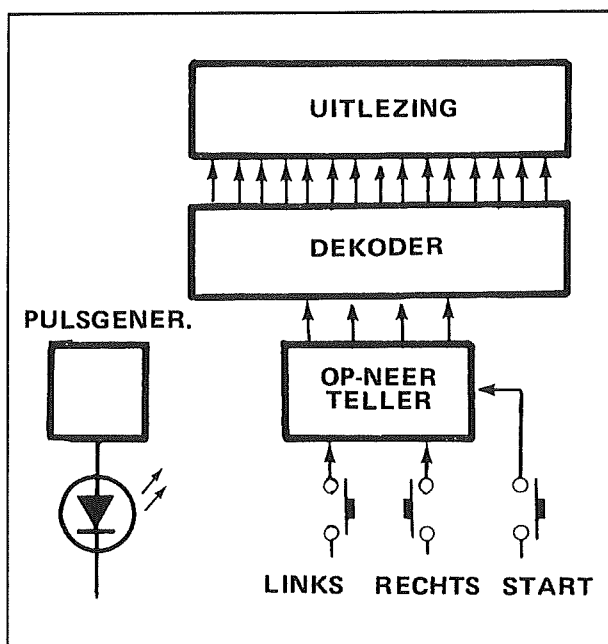 UITLEZING
DEKODER
PULSGENER.
OP-NEER
TELLER
LINKS RECHTS START